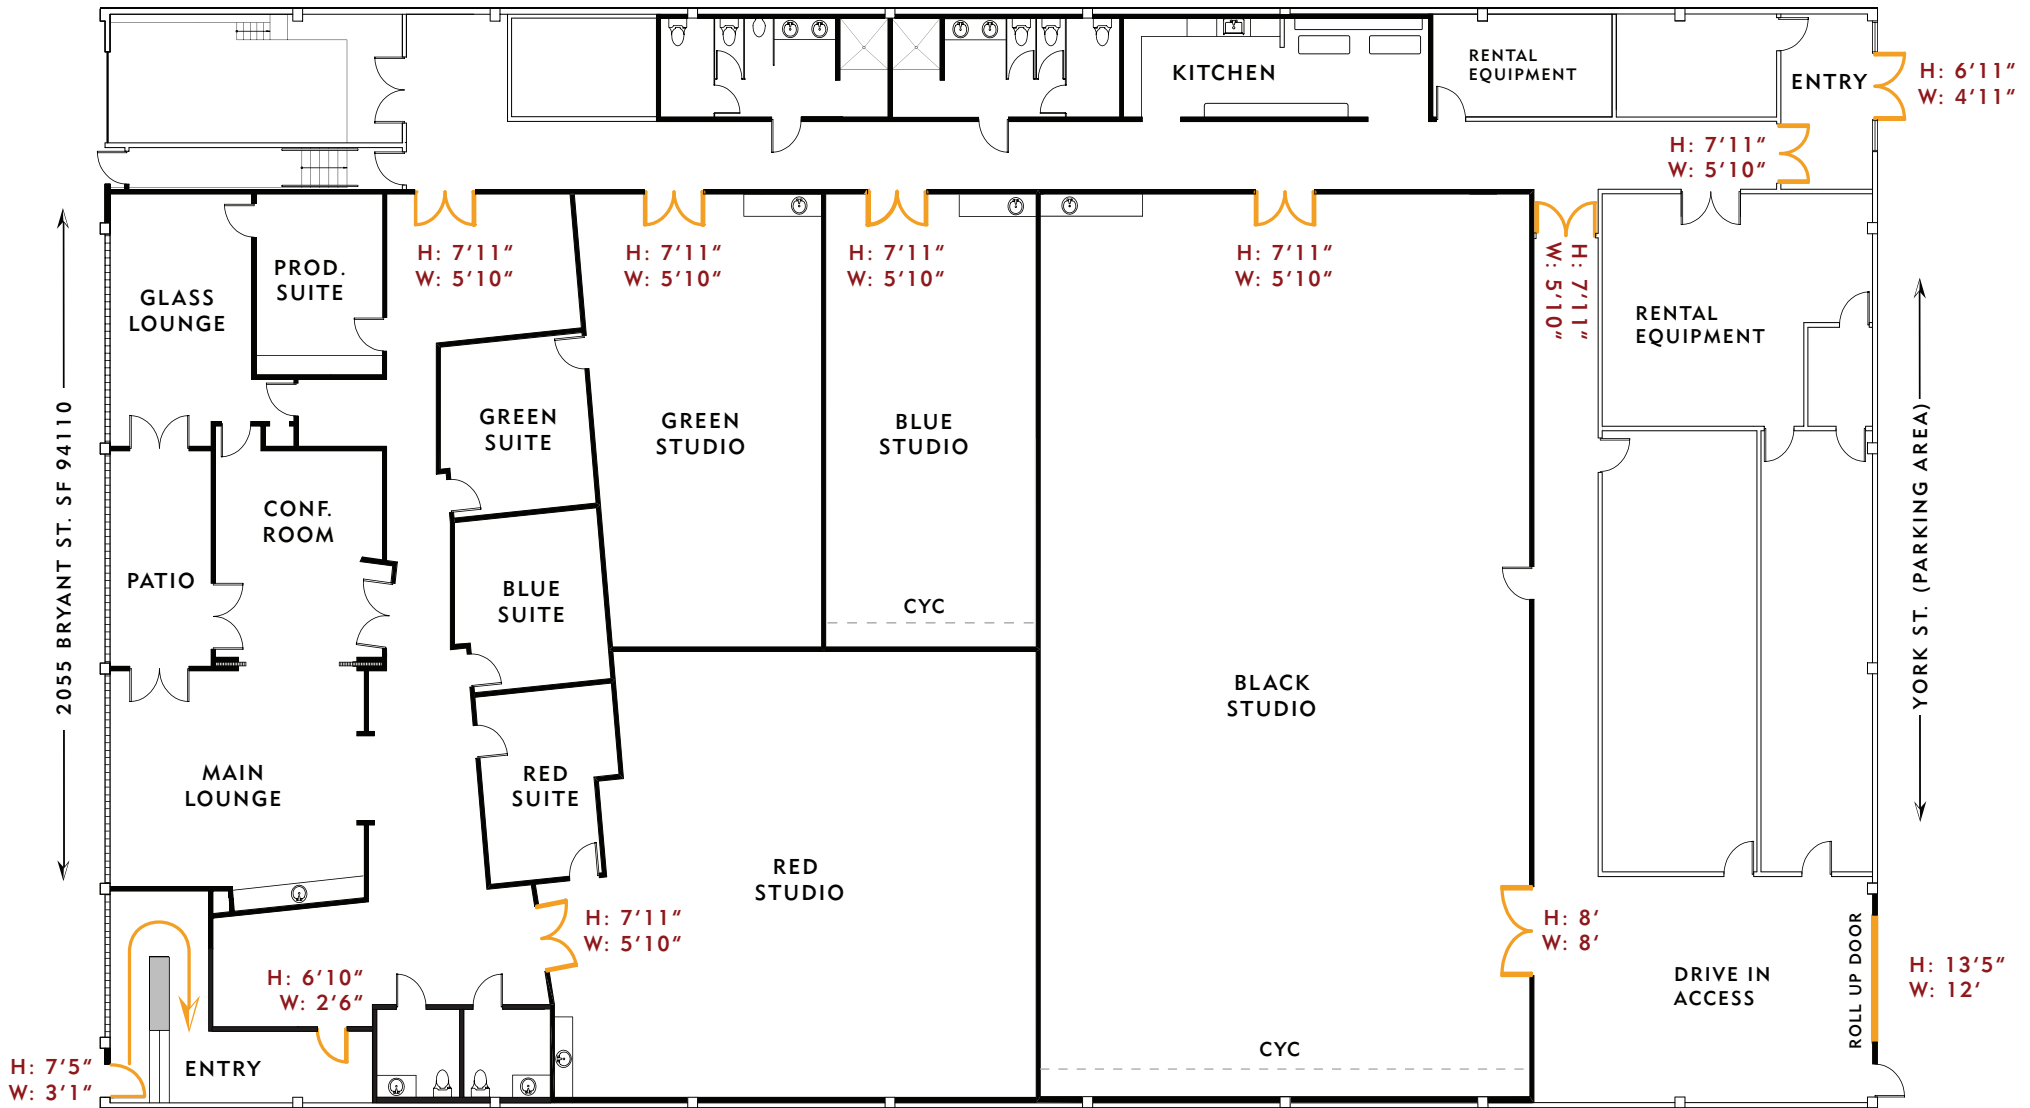 KITCHEN
RENTAL
EQUIPMENT
ENTRY
H: 6'11“
W: 4'11“
H: 7'11“
W: 5'10“
H: 7'11“
W: 5'10“
H: 7'11“
W: 5'10“
H: 7'11“
W: 5'10“
H: 7'11“
W: 5'10“
H: 7'11“
W: 5'10“
PROD.
SUITE
GLASS
LOUNGE
RENTAL
EQUIPMENT
GREEN
SUITE
GREEN
STUDIO
BLUE
STUDIO
2055 BRYANT ST. SF 94110
YORK ST. (PARKING AREA)
CONF.
ROOM
PATIO
BLUE
SUITE
CYC
BLACK
STUDIO
MAIN
LOUNGE
RED
SUITE
RED
STUDIO
H: 7'11“
W: 5'10“
H: 8'
W: 8'
DRIVE IN
ACCESS
ROLL UP DOOR
H: 13'5“
W: 12'
H: 6'10“
W: 2'6“
CYC
ENTRY
H: 7'5“
W: 3'1“